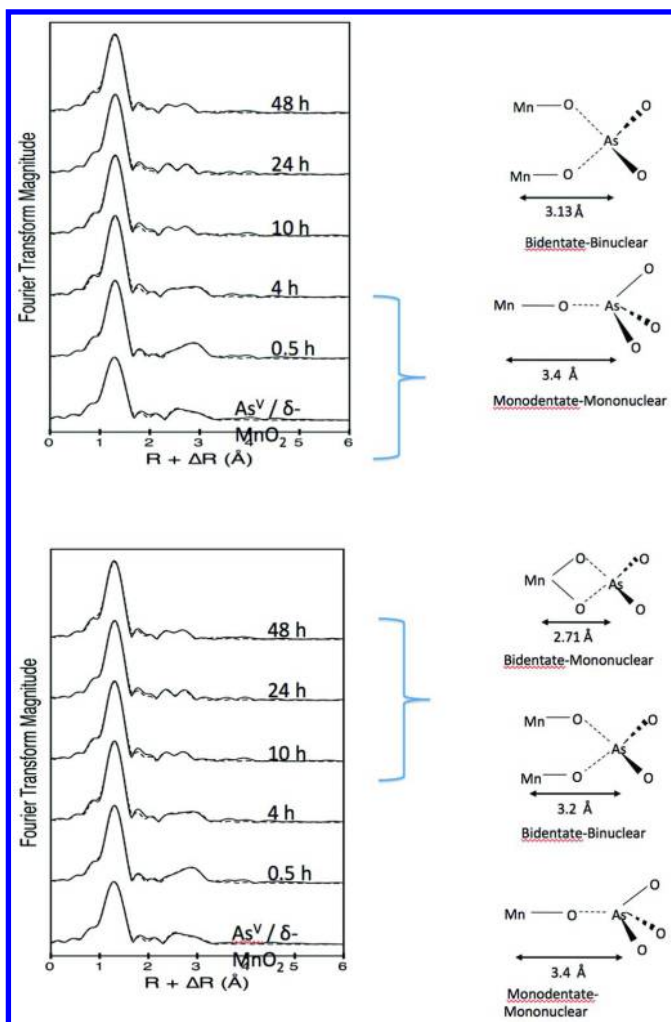 Fourier Transform Magnitude
48 h
24 h
10 h
4 h
0.5 h
Asⱽ / δ-
MnO₂
0 1 2 3 4 5 6
R + ΔR (Å)
Mn O O
As
Mn O O
3.13 Å
Bidentate-Binuclear
O
Mn O As
O
O
3.4 Å
Monodentate-Mononuclear
Fourier Transform Magnitude
48 h
24 h
10 h
4 h
0.5 h
Asⱽ / δ-
MnO₂
0 1 2 3 4 5 6
R + ΔR (Å)
O O
Mn As
O O
2.71 Å
Bidentate-Mononuclear
Mn O O
As
Mn O O
3.2 Å
Bidentate-Binuclear
O
Mn O As
O
O
3.4 Å
Monodentate-
Mononuclear